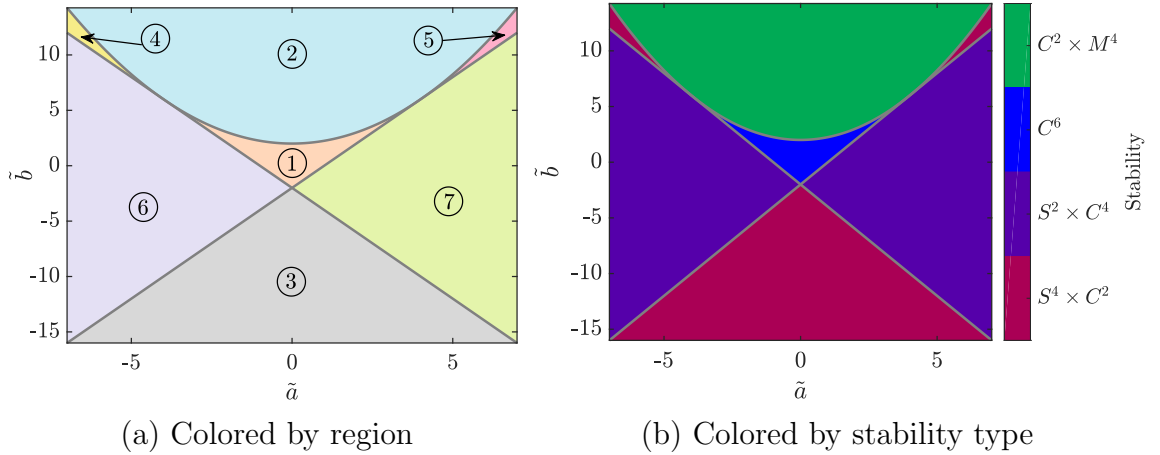 ④
②
⑤
①
⑥
⑦
③
10
5
0
-5
-10
-15
b̃
-5
0
5
ã
(a) Colored by region
10
5
0
-5
-10
-15
b̃
-5
0
5
ã
C² × M⁴
C⁶
S² × C⁴
S⁴ × C²
Stability
(b) Colored by stability type